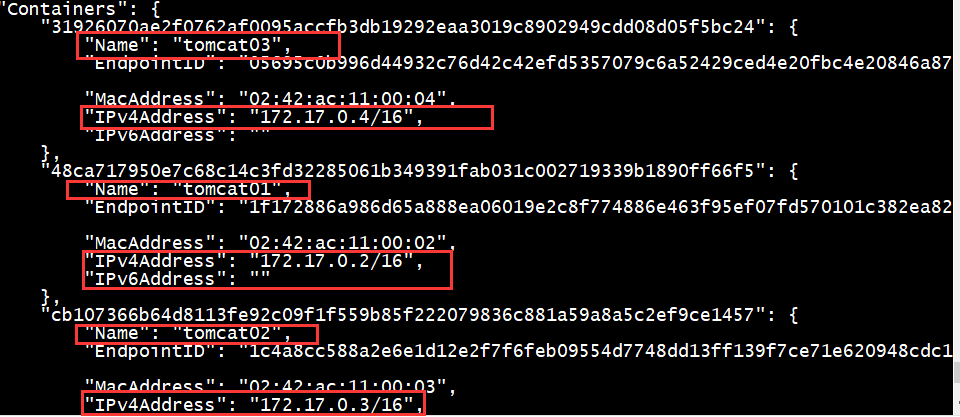 "Containers": {
"31926070ae2f0762af0095accfb3db19292eaa3019c8902949cdd08d05f5bc24": {
"Name": "tomcat03",
"EndpointID": "05695c0b996d44932c76d42c42efd5357079c6a52429ced4e20fbc4e20846a87
"MacAddress": "02:42:ac:11:00:04",
"IPv4Address": "172.17.0.4/16",
"IPv6Address": ""
},
"48ca717950e7c68c14c3fd32285061b349391fab031c002719339b1890ff66f5": {
"Name": "tomcat01",
"EndpointID": "1f172886a986d65a888ea06019e2c8f774886e463f95ef07fd570101c382ea82
"MacAddress": "02:42:ac:11:00:02",
"IPv4Address": "172.17.0.2/16",
"IPv6Address": ""
},
"cb107366b64d8113fe92c09f1f559b85f222079836c881a59a8a5c2ef9ce1457": {
"Name": "tomcat02",
"EndpointID": "1c4a8cc588a2e6e1d12e2f7f6feb09554d7748dd13ff139f7ce71e620948cdc1
"MacAddress": "02:42:ac:11:00:03",
"IPv4Address": "172.17.0.3/16",